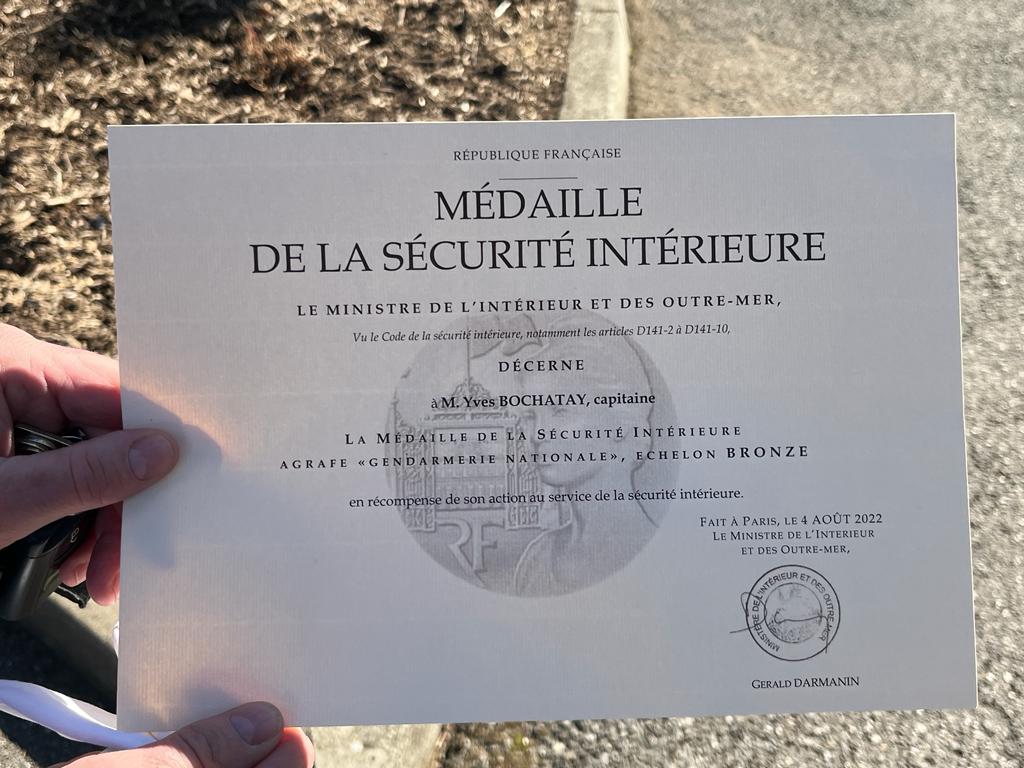 RÉPUBLIQUE FRANÇAISE
MÉDAILLE
DE LA SÉCURITÉ INTÉRIEURE
LE MINISTRE DE L'INTÉRIEUR ET DES OUTRE-MER,
Vu le Code de la sécurité intérieure, notamment les articles D141-2 à D141-10,
DÉCERNE
à M. Yves BOCHATAY, capitaine
LA MÉDAILLE DE LA SÉCURITÉ INTÉRIEURE
AGRAFE «GENDARMERIE NATIONALE», ECHELON BRONZE
en récompense de son action au service de la sécurité intérieure.
RF
FAIT À PARIS, LE 4 AOÛT 2022
LE MINISTRE DE L'INTERIEUR
ET DES OUTRE-MER,
MINISTÈRE DE L'INTÉRIEUR ET DES OUTRE-MER
GERALD DARMANIN